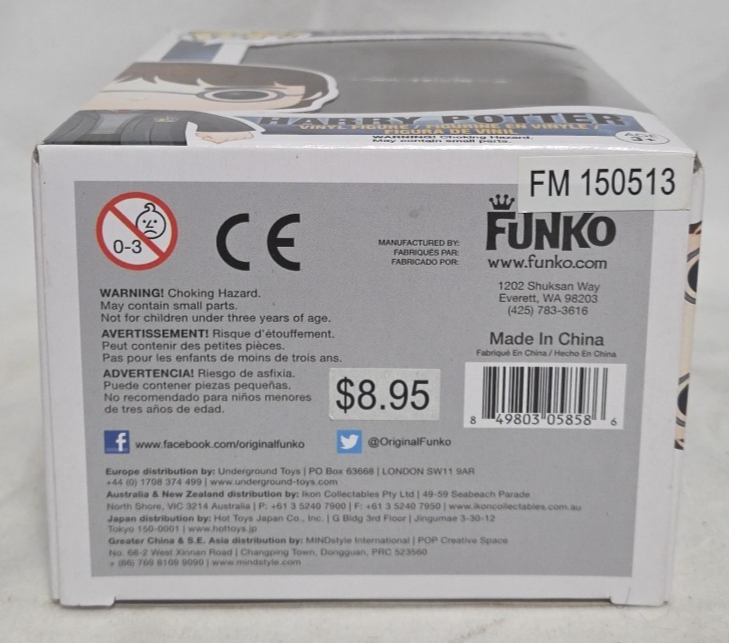 HARRY POTTER
VINYL FIGURE / FIGURINE EN VINYLE /
FIGURA DE VINIL
WARNING! Choking Hazard.
May contain small parts.
AGE
3+
FM 150513
0-3
CE
MANUFACTURED BY:
FABRIQUÉS PAR:
FABRICADO POR:
FUNKO
www.funko.com
1202 Shuksan Way
Everett, WA 98203
(425) 783-3616
Made In China
Fabriqué En China / Hecho En China
WARNING! Choking Hazard.
May contain small parts.
Not for children under three years of age.
AVERTISSEMENT! Risque d'étouffement.
Peut contenir des petites pièces.
Pas pour les enfants de moins de trois ans.
ADVERTENCIA! Riesgo de asfixia.
Puede contener piezas pequeñas.
No recomendado para niños menores
de tres años de edad.
$8.95
8 49803 05858 6
f www.facebook.com/originalfunko
@OriginalFunko
Europe distribution by: Underground Toys | PO Box 63668 | LONDON SW11 9AR
+44 (0) 1708 374 499 | www.underground-toys.com
Australia & New Zealand distribution by: Ikon Collectables Pty Ltd | 49-59 Seabeach Parade
North Shore, VIC 3214 Australia | P: +61 3 5240 7900 | F: +61 3 5240 7950 | www.ikoncollectables.com.au
Japan distribution by: Hot Toys Japan Co., Inc. | G Bldg 3rd Floor | Jingumae 3-30-12
Tokyo 150-0001 | www.hottoys.jp
Greater China & S.E. Asia distribution by: MINDstyle International | POP Creative Space
No. 66-2 West Xinnan Road | Changping Town, Dongguan, PRC 523560
+ (86) 769 8109 9090 | www.mindstyle.com